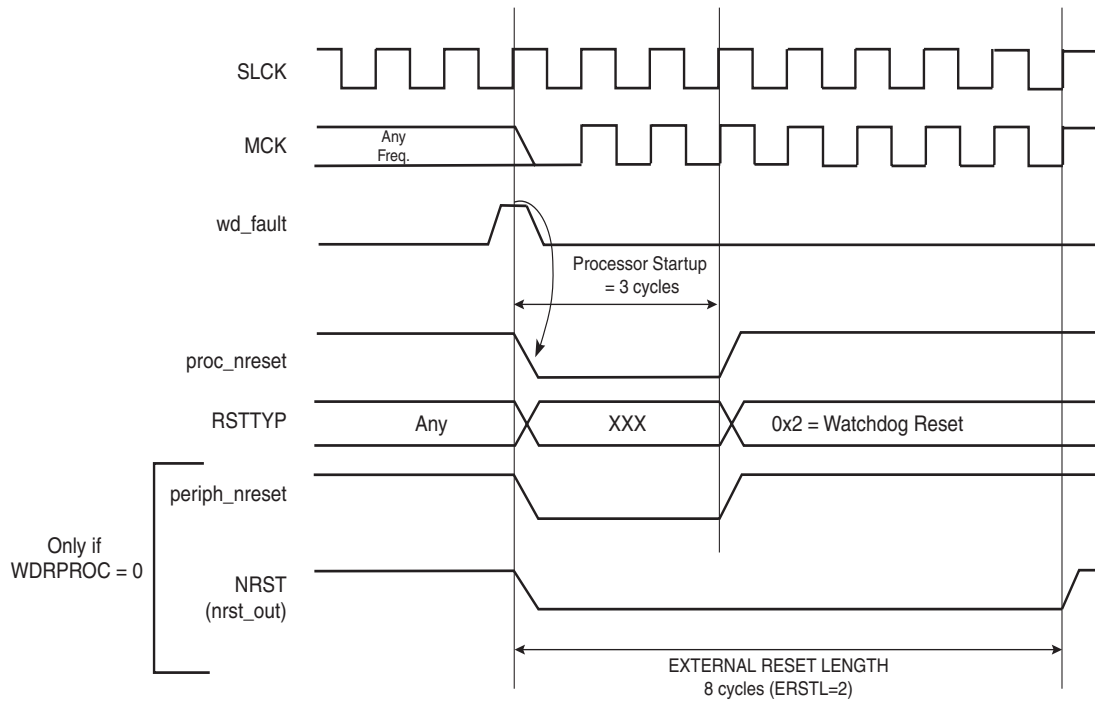 SLCK
MCK
Any
Freq.
wd_fault
Processor Startup
= 3 cycles
proc_nreset
RSTTYP
Any
XXX
0x2 = Watchdog Reset
periph_nreset
Only if
WDRPROC = 0
NRST
(nrst_out)
EXTERNAL RESET LENGTH
8 cycles (ERSTL=2)